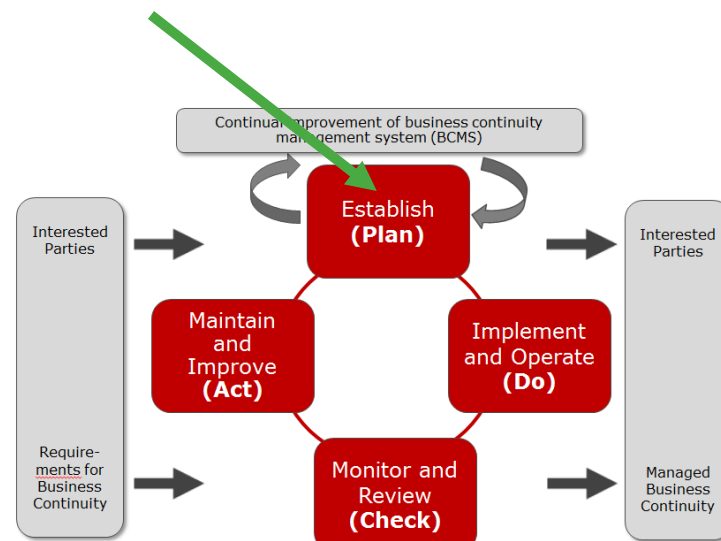 Continual improvement of business continuity
management system (BCMS)
Establish
(Plan)
Interested
Parties
Interested
Parties
Maintain
and
Improve
(Act)
Implement
and Operate
(Do)
Require-
ments for
Business
Continuity
Monitor and
Review
(Check)
Managed
Business
Continuity